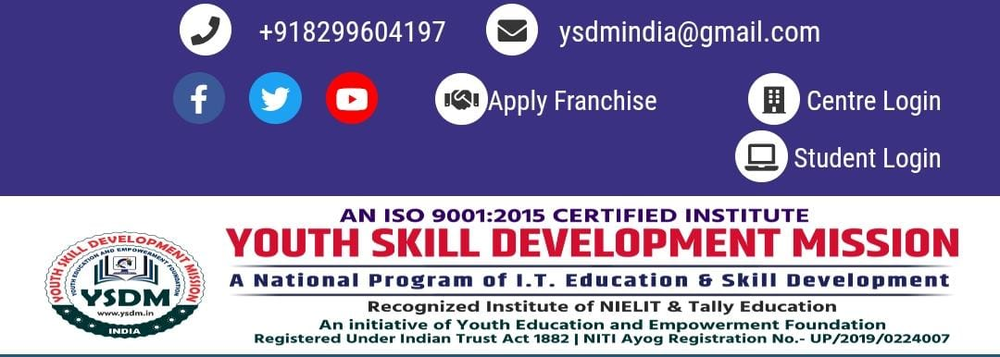 +918299604197 ysdmindia@gmail.com
Apply Franchise Centre Login
Student Login
AN ISO 9001:2015 CERTIFIED INSTITUTE
YOUTH SKILL DEVELOPMENT MISSION
A National Program of I.T. Education & Skill Development
Recognized Institute of NIELIT & Tally Education
An initiative of Youth Education and Empowerment Foundation
Registered Under Indian Trust Act 1882 | NITI Ayog Registration No.- UP/2019/0224007
YOUTH SKILL DEVELOPMENT MISSION
YOUTH EDUCATION AND EMPOWERMENT FOUNDATION
YSDM
www.ysdm.in
INDIA